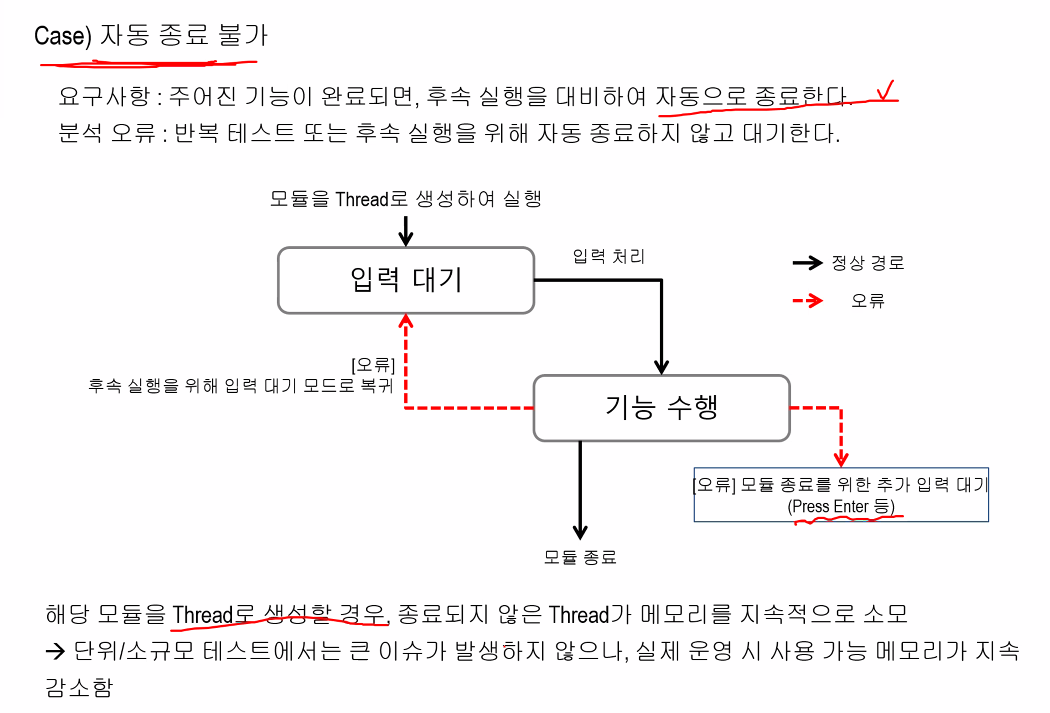 Case) 자동 종료 불가
요구사항 : 주어진 기능이 완료되면, 후속 실행을 대비하여 자동으로 종료한다.
분석 오류 : 반복 테스트 또는 후속 실행을 위해 자동 종료하지 않고 대기한다.
모듈을 Thread로 생성하여 실행
입력 대기
입력 처리
정상 경로
오류
[오류]
후속 실행을 위해 입력 대기 모드로 복귀
기능 수행
[오류] 모듈 종료를 위한 추가 입력 대기
(Press Enter 등)
모듈 종료
해당 모듈을 Thread로 생성할 경우, 종료되지 않은 Thread가 메모리를 지속적으로 소모
→ 단위/소규모 테스트에서는 큰 이슈가 발생하지 않으나, 실제 운영 시 사용 가능 메모리가 지속
감소함